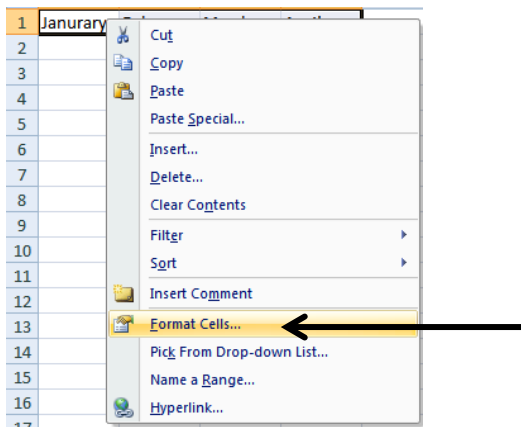 1 Janurary
2
3
4
5
6
7
8
9
10
11
12
13
14
15
16
17
Cut
Copy
Paste
Paste Special...
Insert...
Delete...
Clear Contents
Filter
Sort
Insert Comment
Format Cells...
Pick From Drop-down List...
Name a Range...
Hyperlink...